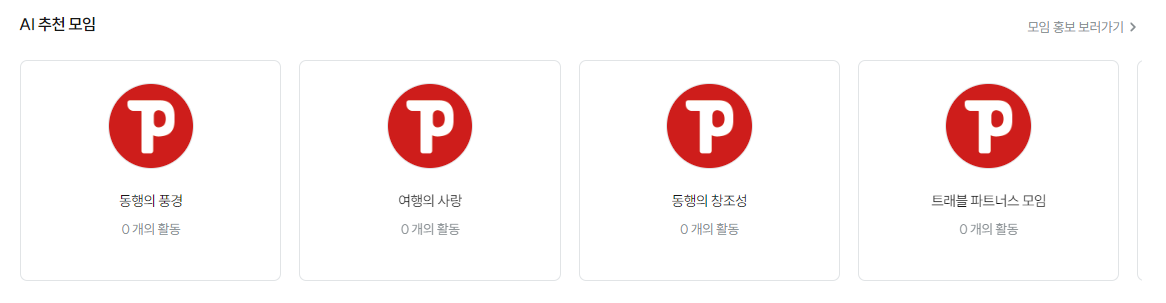 AI 추천 모임
모임 홍보 보러가기 >
동행의 풍경
0 개의 활동
여행의 사랑
0 개의 활동
동행의 창조성
0 개의 활동
트래블 파트너스 모임
0 개의 활동